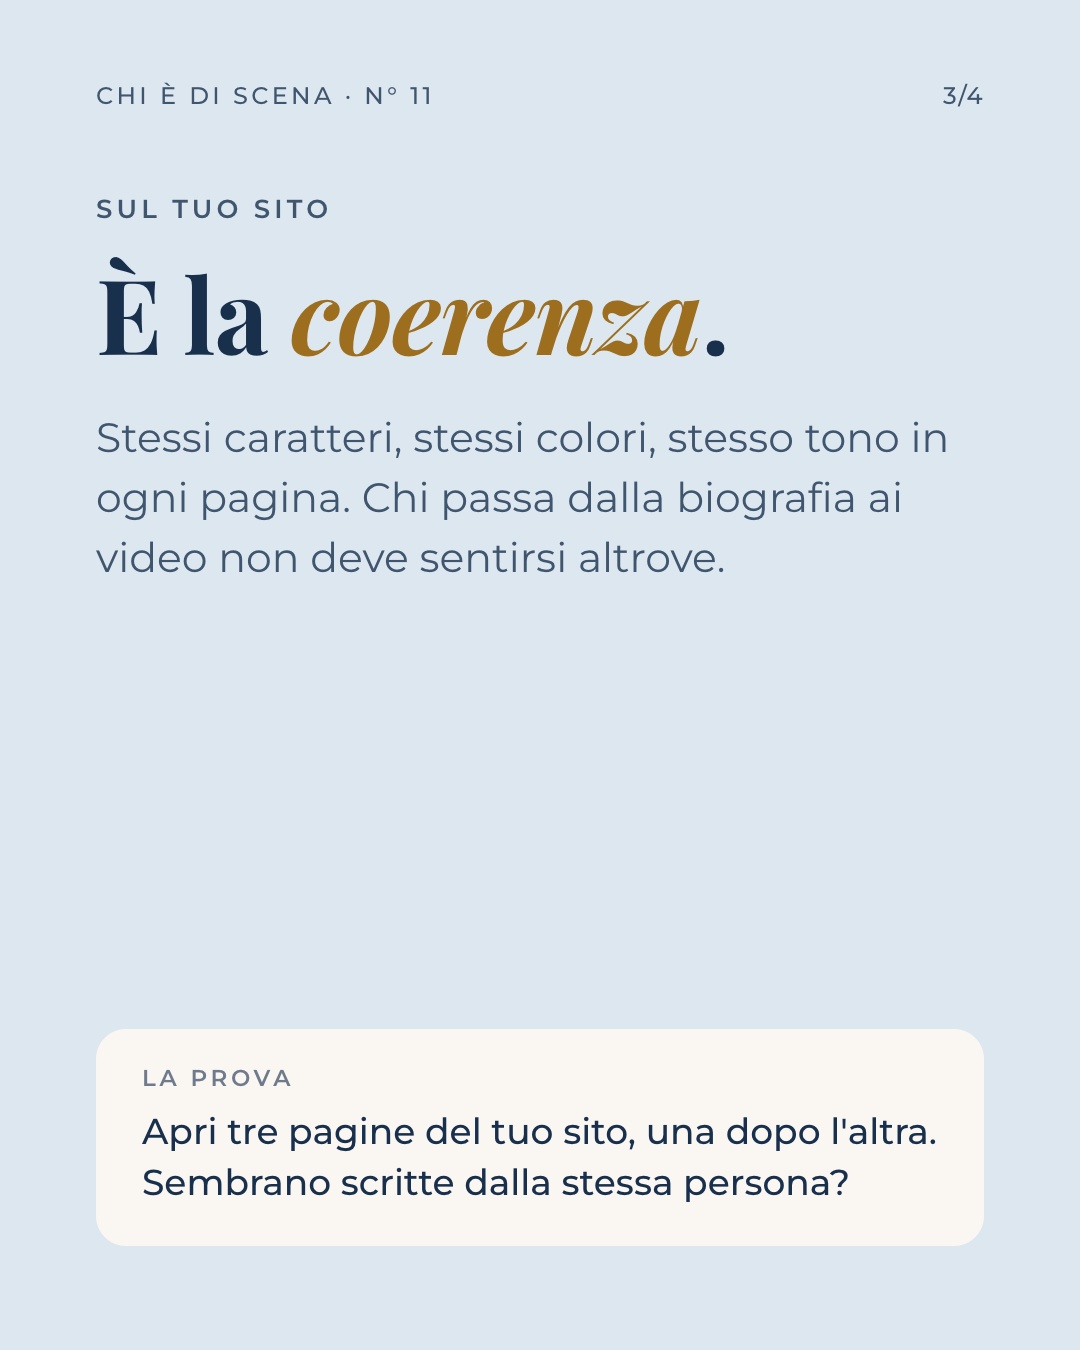 CHI È DI SCENA · N° 11
3/4
SUL TUO SITO
È la coerenza.
Stessi caratteri, stessi colori, stesso tono in
ogni pagina. Chi passa dalla biografia ai
video non deve sentirsi altrove.
LA PROVA
Apri tre pagine del tuo sito, una dopo l'altra.
Sembrano scritte dalla stessa persona?